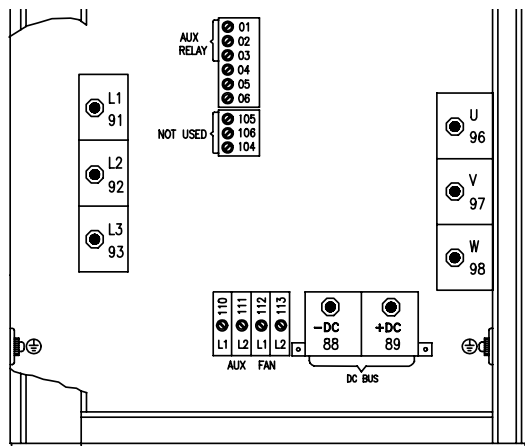 AUX
RELAY
01
02
03
04
05
06
NOT USED
105
106
104
L1
91
L2
92
L3
93
U
96
V
97
W
98
110
111
112
113
L1
L2
L1
L2
AUX
FAN
-DC
88
+DC
89
DC BUS